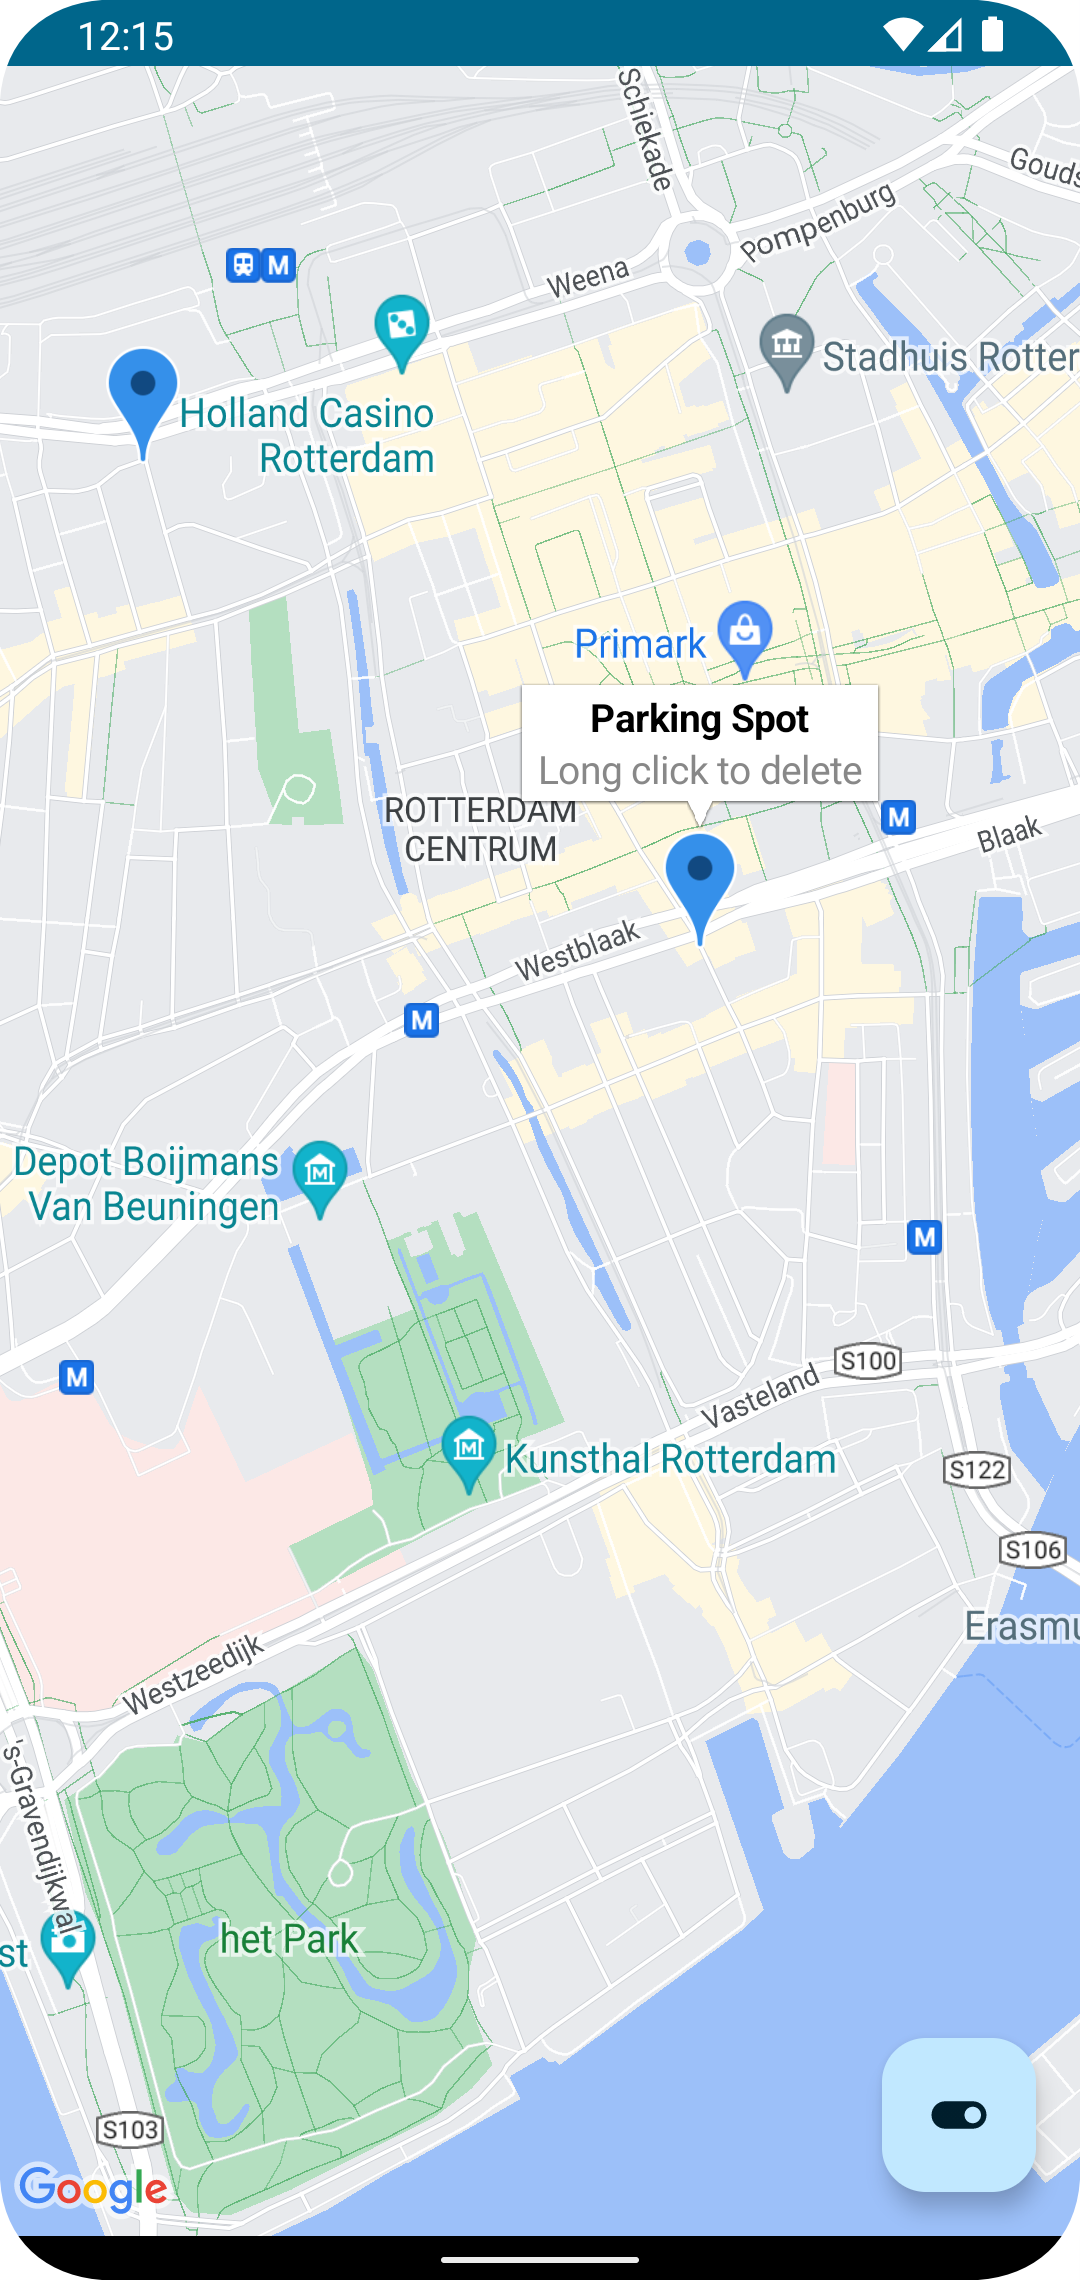 12:15
Schiekade
Gouds
Pompenburg
Weena
M
Stadhuis Rotter
Holland Casino
Rotterdam
Primark
Parking Spot
Long click to delete
ROTTERDAM
CENTRUM
M
Blaak
Westblaak
M
Depot Boijmans
Van Beuningen
M
M
M
S100
Vasteland
M
Kunsthal Rotterdam
S122
S106
Erasmu
Westzeedijk
's-Gravendijkwal
het Park
st
S103
Google